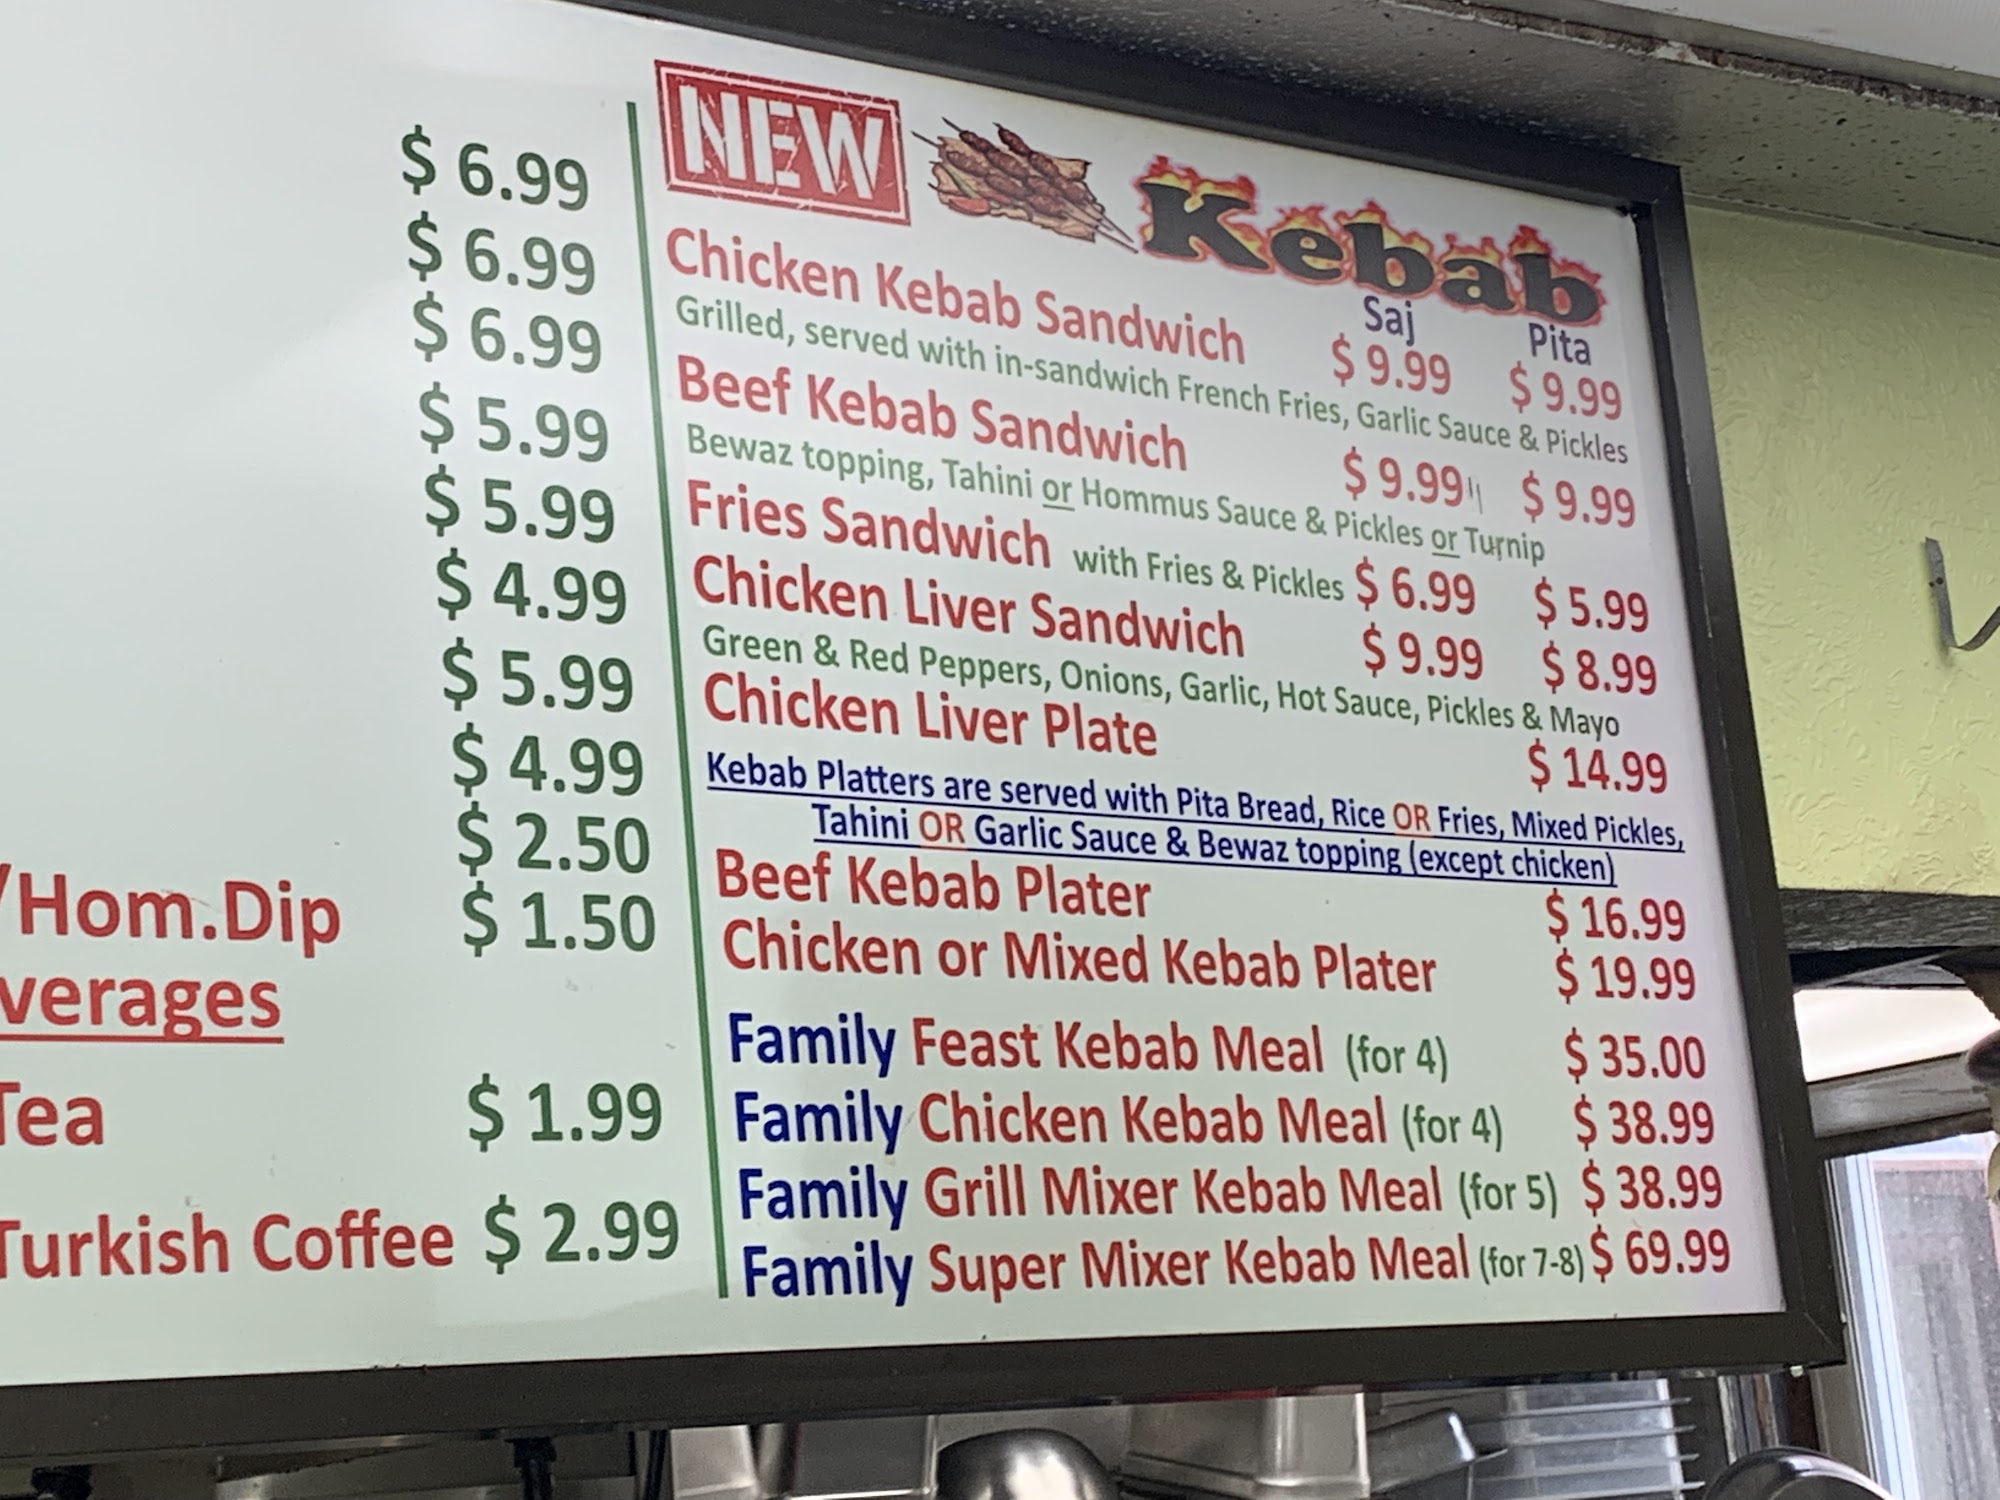 $ 6.99
$ 6.99
$ 6.99
$ 5.99
$ 5.99
$ 4.99
$ 5.99
$ 4.99
$ 2.50
/Hom.Dip $ 1.50
verages
Tea $ 1.99
Turkish Coffee $ 2.99
NEW Kebab
Saj Pita
Chicken Kebab Sandwich $ 9.99 $ 9.99
Grilled, served with in-sandwich French Fries, Garlic Sauce & Pickles
Beef Kebab Sandwich $ 9.99 $ 9.99
Bewaz topping, Tahini or Hommus Sauce & Pickles or Turnip
Fries Sandwich with Fries & Pickles $ 6.99 $ 5.99
Chicken Liver Sandwich $ 9.99 $ 8.99
Green & Red Peppers, Onions, Garlic, Hot Sauce, Pickles & Mayo
Chicken Liver Plate $ 14.99
Kebab Platters are served with Pita Bread, Rice OR Fries, Mixed Pickles,
Tahini OR Garlic Sauce & Bewaz topping (except chicken)
Beef Kebab Plater $ 16.99
Chicken or Mixed Kebab Plater $ 19.99
Family Feast Kebab Meal (for 4) $ 35.00
Family Chicken Kebab Meal (for 4) $ 38.99
Family Grill Mixer Kebab Meal (for 5) $ 38.99
Family Super Mixer Kebab Meal (for 7-8) $ 69.99